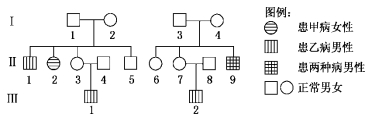 图例：
Ⅰ
1 2 3 4
患甲病女性
患乙病男性
Ⅱ
1 2 3 4 5 6 7 8 9
患两种病男性
正常男女
Ⅲ
1 2